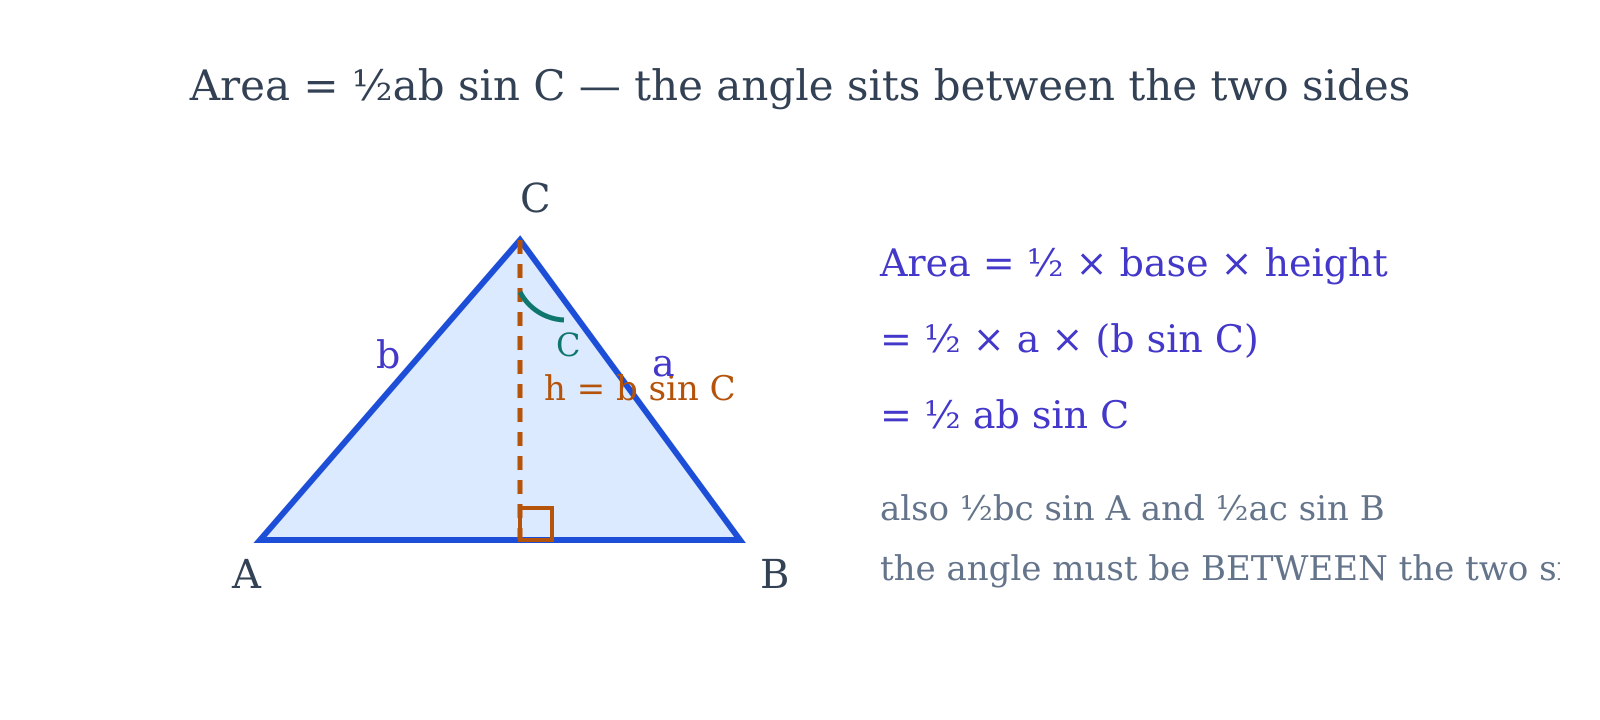 Area = ½ab sin C — the angle sits between the two sides
C
Area = ½ × base × height
= ½ × a × (b sin C)
C
b
a
h = b sin C
= ½ ab sin C
also ½bc sin A and ½ac sin B
the angle must be BETWEEN the two
A
B